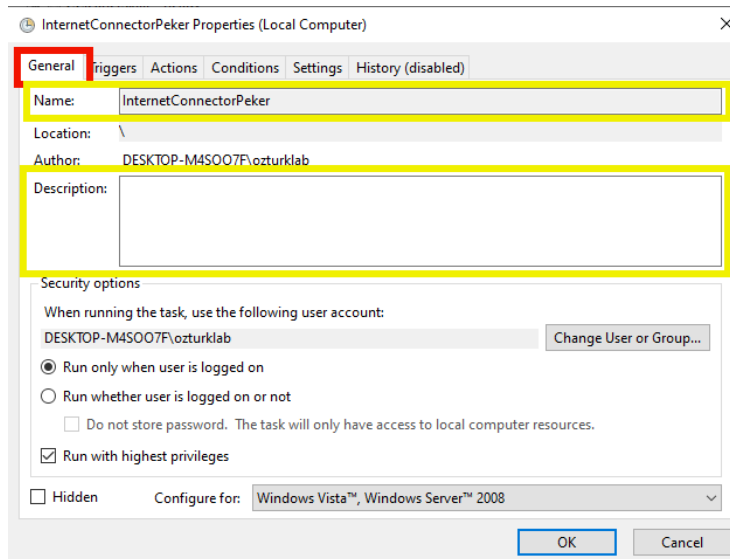 InternetConnectorPeker Properties (Local Computer)
General Triggers Actions Conditions Settings History (disabled)
Name: InternetConnectorPeker
Location: \
Author: DESKTOP-M4SOO7F\ozturklab
Description:
Security options
When running the task, use the following user account:
DESKTOP-M4SOO7F\ozturklab Change User or Group...
Run only when user is logged on
Run whether user is logged on or not
Do not store password. The task will only have access to local computer resources.
Run with highest privileges
Hidden Configure for: Windows Vista™, Windows Server™ 2008
OK Cancel